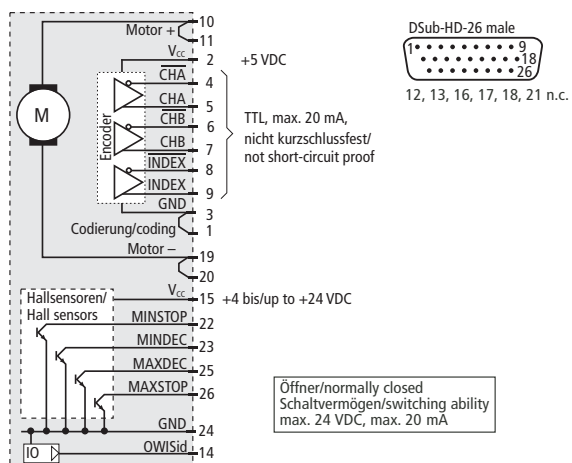 Motor + 10
11
V_CC 2 +5 VDC
CHA 4
CHA 5
CHB 6
CHB 7
INDEX 8
INDEX 9
GND 3
Codierung/coding 1
Motor – 19
20
M
Encoder
TTL, max. 20 mA,
nicht kurzschlussfest/
not short-circuit proof
DSub-HD-26 male
1 9
18
26
12, 13, 16, 17, 18, 21 n.c.
Hallsensoren/
Hall sensors
V_CC 15 +4 bis/up to +24 VDC
MINSTOP 22
MINDEC 23
MAXDEC 25
MAXSTOP 26
GND 24
IO OWISid 14
Öffner/normally closed
Schaltvermögen/switching ability
max. 24 VDC, max. 20 mA